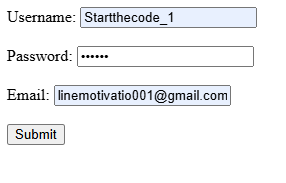 Username: Startthecode_1
Password: ••••••
Email: linemotivatio001@gmail.com
Submit